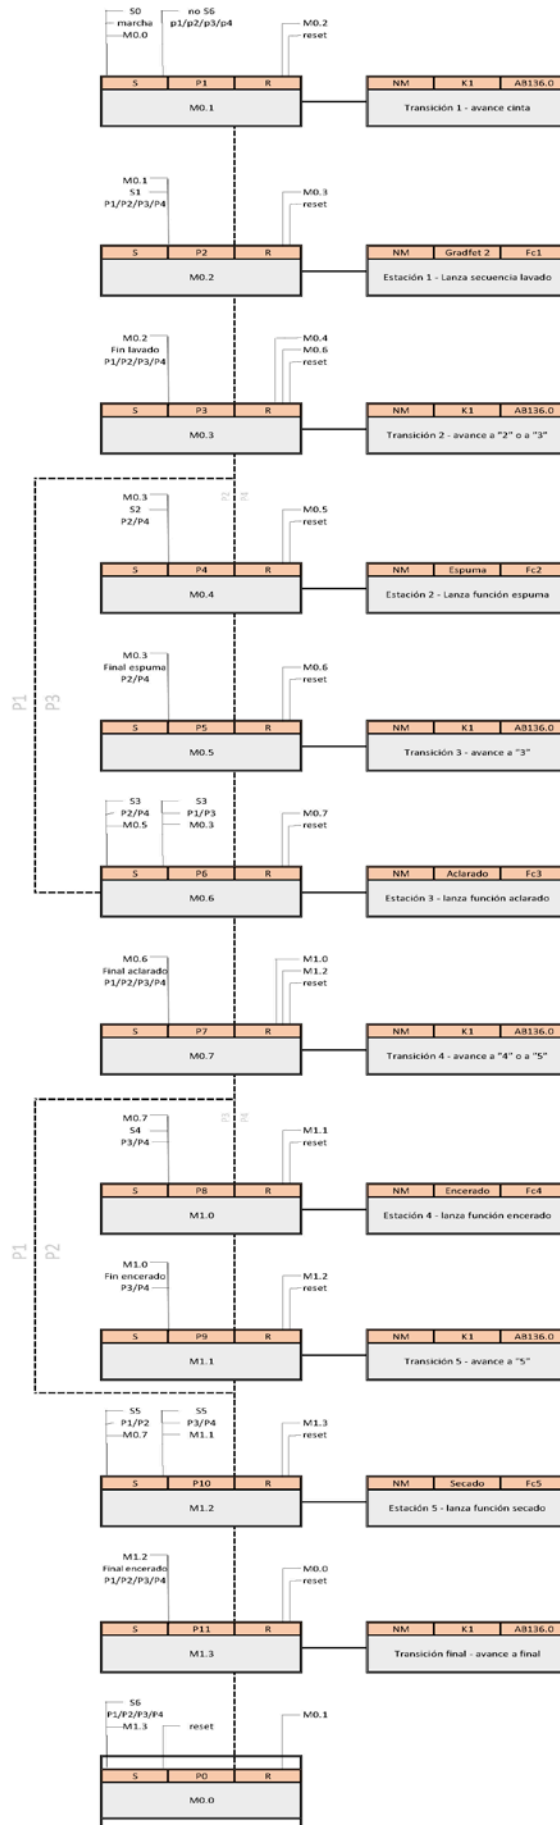 S0 no S6
marcha p1/p2/p3/p4 M0.2
M0.0 reset
S P1 R NM K1 AB136.0
M0.1 Transición 1 - avance cinta
M0.1
S1 M0.3
P1/P2/P3/P4 reset
S P2 R NM Gradfet 2 Fc1
M0.2 Estación 1 - Lanza secuencia lavado
M0.2 M0.4
Fin lavado M0.6
P1/P2/P3/P4 reset
S P3 R NM K1 AB136.0
M0.3 Transición 2 - avance a "2" o a "3"
P2 P4
M0.3
S2 M0.5
P2/P4 reset
S P4 R NM Espuma Fc2
M0.4 Estación 2 - Lanza función espuma
M0.3
Final espuma M0.6
P2/P4 reset
P1 P3
S P5 R NM K1 AB136.0
M0.5 Transición 3 - avance a "3"
S3 S3
P2/P4 P1/P3 M0.7
M0.5 M0.3 reset
S P6 R NM Aclarado Fc3
M0.6 Estación 3 - lanza función aclarado
M0.6 M1.0
Final aclarado M1.2
P1/P2/P3/P4 reset
S P7 R NM K1 AB136.0
M0.7 Transición 4 - avance a "4" o a "5"
P3 P4
M0.7
S4 M1.1
P3/P4 reset
S P8 R NM Encerado Fc4
M1.0 Estación 4 - lanza función encerado
P1 P2
M1.0
Fin encerado M1.2
P3/P4 reset
S P9 R NM K1 AB136.0
M1.1 Transición 5 - avance a "5"
S5 S5
P1/P2 P3/P4 M1.3
M0.7 M1.1 reset
S P10 R NM Secado Fc5
M1.2 Estación 5 - lanza función secado
M1.2
Final encerado M0.0
P1/P2/P3/P4 reset
S P11 R NM K1 AB136.0
M1.3 Transición final - avance a final
S6
P1/P2/P3/P4 M0.1
M1.3 reset
S P0 R
M0.0